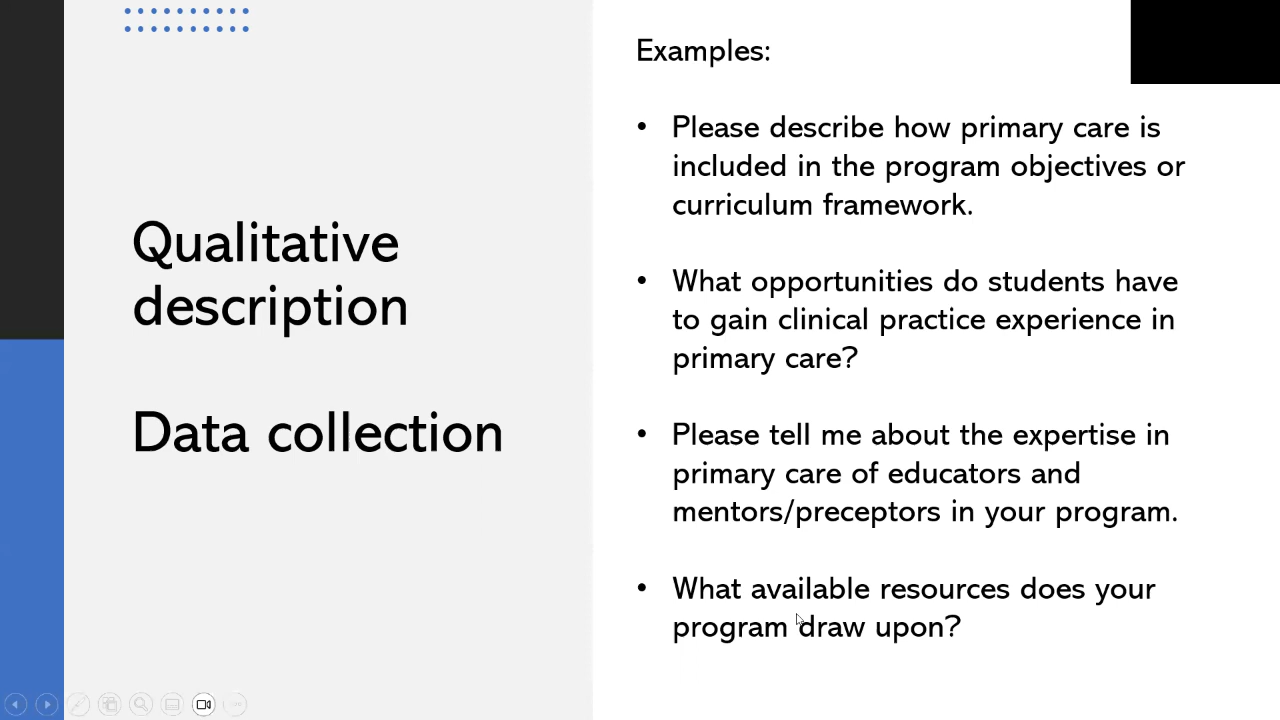 Qualitative
description
Data collection
Examples:
• Please describe how primary care is
included in the program objectives or
curriculum framework.
• What opportunities do students have
to gain clinical practice experience in
primary care?
• Please tell me about the expertise in
primary care of educators and
mentors/preceptors in your program.
• What available resources does your
program draw upon?